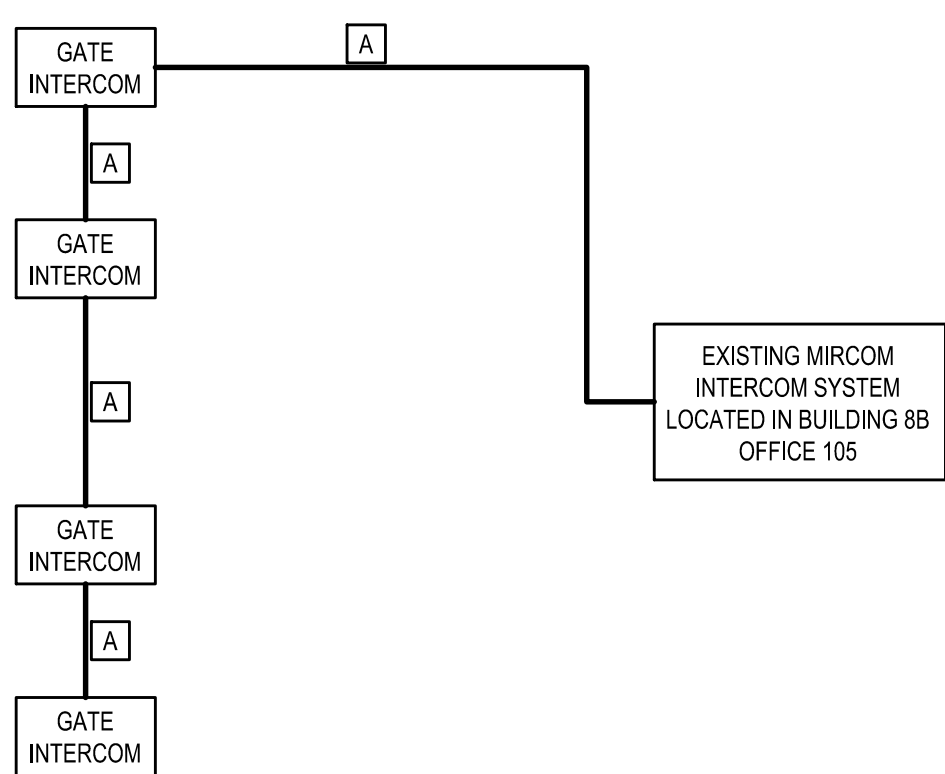 GATE
INTERCOM
A
A
GATE
INTERCOM
EXISTING MIRCOM
INTERCOM SYSTEM
LOCATED IN BUILDING 8B
OFFICE 105
A
GATE
INTERCOM
A
GATE
INTERCOM